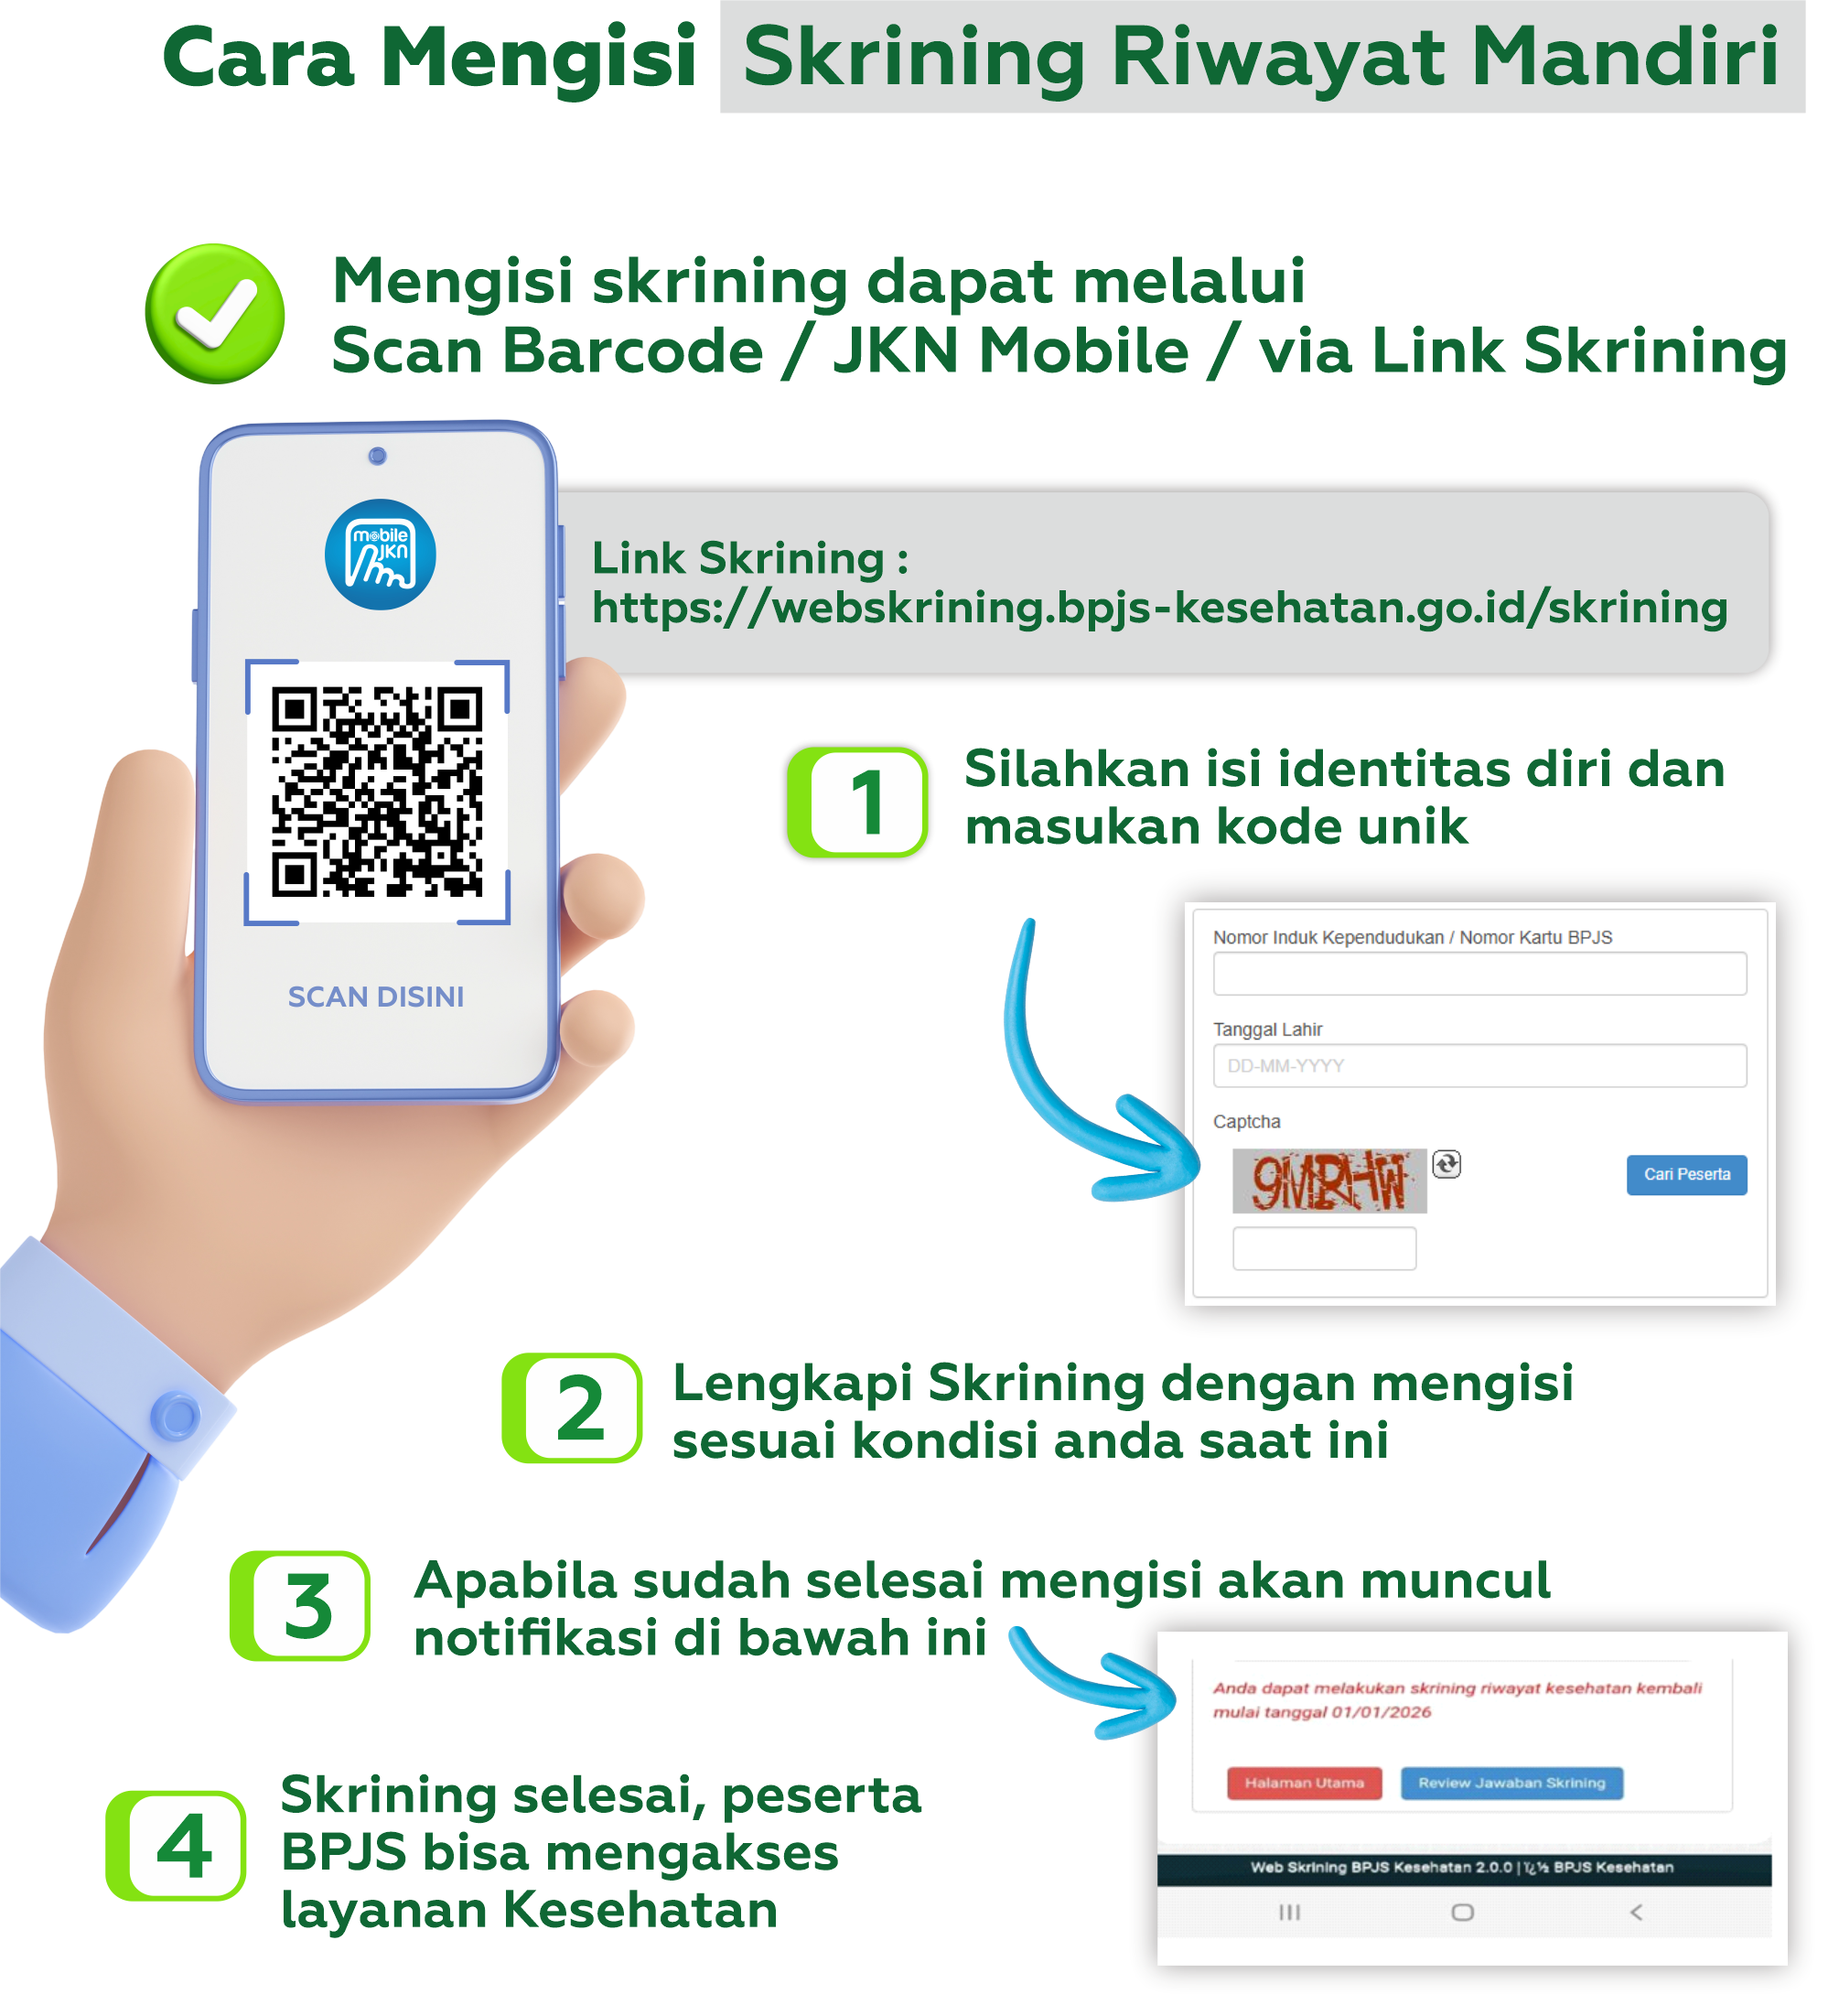 Cara Mengisi Skrining Riwayat Mandiri
Mengisi skrining dapat melalui
Scan Barcode / JKN Mobile / via Link Skrining
mobile
JKN
SCAN DISINI
Link Skrining :
https://webskrining.bpjs-kesehatan.go.id/skrining
1
Silahkan isi identitas diri dan
masukan kode unik
Nomor Induk Kependudukan / Nomor Kartu BPJS
Tanggal Lahir
DD-MM-YYYY
Captcha
Cari Peserta
2
Lengkapi Skrining dengan mengisi
sesuai kondisi anda saat ini
3
Apabila sudah selesai mengisi akan muncul
notifikasi di bawah ini
Anda dapat melakukan skrining riwayat kesehatan kembali
mulai tanggal 01/01/2026
Halaman Utama
Review Jawaban Skrining
Web Skrining BPJS Kesehatan 2.0.0 | ï¿½ BPJS Kesehatan
4
Skrining selesai, peserta
BPJS bisa mengakses
layanan Kesehatan